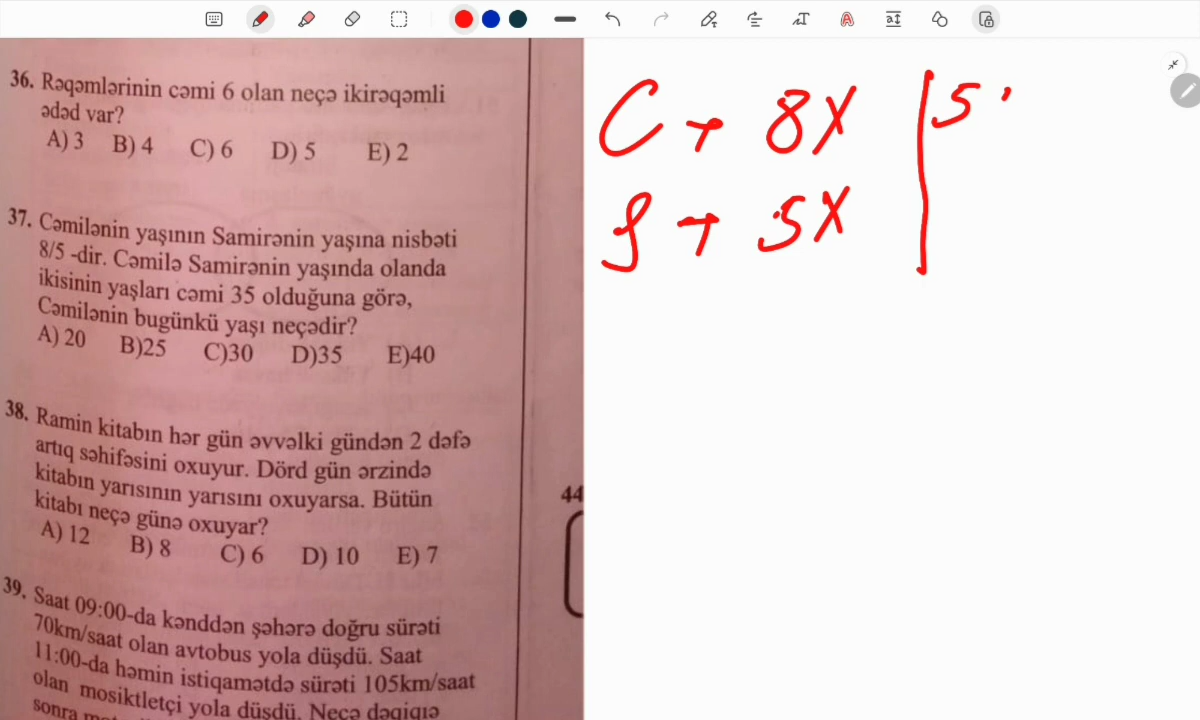 36. Rəqəmlərinin cəmi 6 olan neçə ikirəqəmli
ədəd var?
A) 3 B) 4 C) 6 D) 5 E) 2
37. Cəmilənin yaşının Samirənin yaşına nisbəti
8/5 -dir. Cəmilə Samirənin yaşında olanda
ikisinin yaşları cəmi 35 olduğuna görə,
Cəmilənin bugünkü yaşı neçədir?
A) 20 B)25 C)30 D)35 E)40
38. Ramin kitabın hər gün əvvəlki gündən 2 dəfə
artıq səhifəsini oxuyur. Dörd gün ərzində
kitabın yarısının yarısını oxuyarsa. Bütün
kitabı neçə günə oxuyar?
A) 12 B) 8 C) 6 D) 10 E) 7
39. Saat 09:00-da kənddən şəhərə doğru sürəti
70km/saat olan avtobus yola düşdü. Saat
11:00-da həmin istiqamətdə sürəti 105km/saat
olan mosiktletçi yola düşdü. Neçə dəqiqə
sonra
44
C → 8X | 5
S → 5X